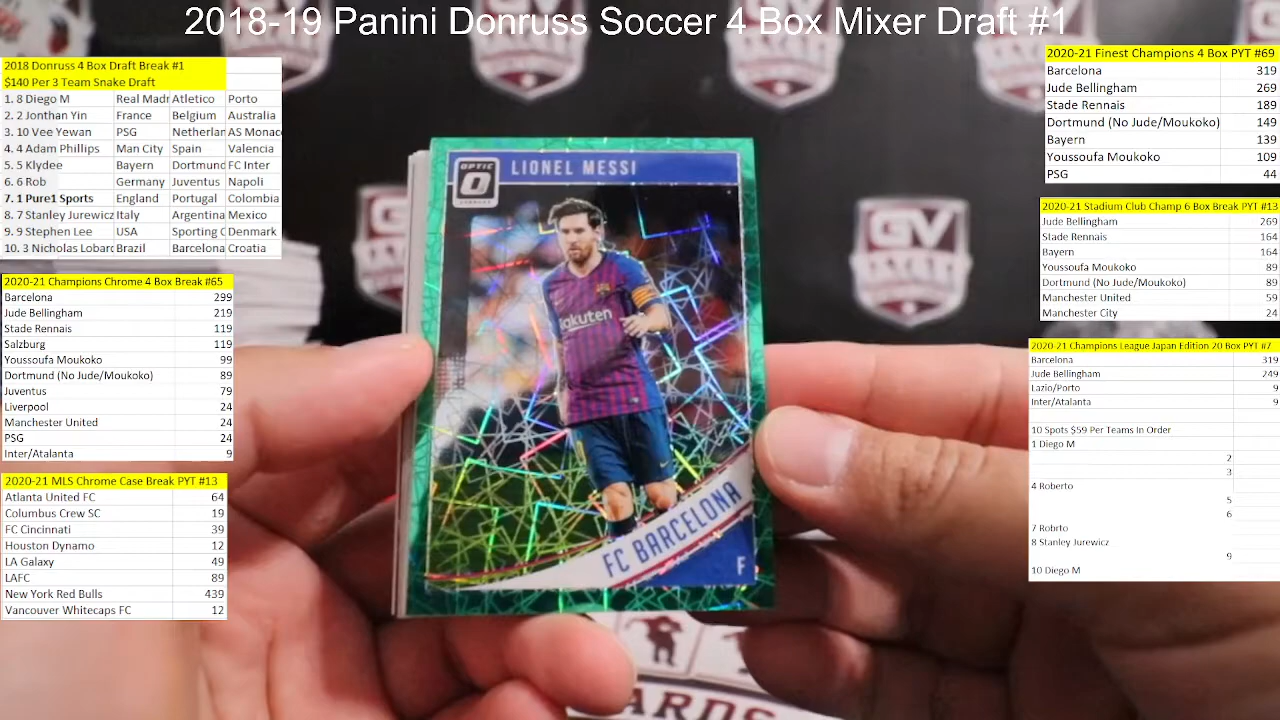 2018-19 Panini Donruss Soccer 4 Box Mixer Draft #1
2018 Donruss 4 Box Draft Break #1
$140 Per 3 Team Snake Draft
1. 8 Diego M Real Madr Atletico Porto
2. 2 Jonthan Yin France Belgium Australia
3. 10 Vee Yewan PSG Netherlan AS Monac
4. 4 Adam Phillips Man City Spain Valencia
5. 5 Klydee Bayern Dortmund FC Inter
6. 6 Rob Germany Juventus Napoli
7. 1 Pure1 Sports England Portugal Colombia
8. 7 Stanley Jurewicz Italy Argentina Mexico
9. 9 Stephen Lee USA Sporting C Denmark
10. 3 Nicholas Lobard Brazil Barcelona Croatia
2020-21 Champions Chrome 4 Box Break #65
Barcelona 299
Jude Bellingham 219
Stade Rennais 119
Salzburg 119
Youssoufa Moukoko 99
Dortmund (No Jude/Moukoko) 89
Juventus 79
Liverpool 24
Manchester United 24
PSG 24
Inter/Atalanta 9
2020-21 MLS Chrome Case Break PYT #13
Atlanta United FC 64
Columbus Crew SC 19
FC Cincinnati 39
Houston Dynamo 12
LA Galaxy 49
LAFC 89
New York Red Bulls 439
Vancouver Whitecaps FC 12
OPTIC
DONRUSS
LIONEL MESSI
Rakuten
FC BARCELONA
F
GV
CARDS
2020-21 Finest Champions 4 Box PYT #69
Barcelona 319
Jude Bellingham 269
Stade Rennais 189
Dortmund (No Jude/Moukoko) 149
Bayern 139
Youssoufa Moukoko 109
PSG 44
2020-21 Stadium Club Champ 6 Box Break PYT #13
Jude Bellingham 269
Stade Rennais 164
Bayern 164
Youssoufa Moukoko 89
Dortmund (No Jude/Moukoko) 89
Manchester United 59
Manchester City 24
2020-21 Champions League Japan Edition 20 Box PYT #7
Barcelona 319
Jude Bellingham 249
Lazio/Porto 9
Inter/Atalanta 9
10 Spots $59 Per Teams In Order
1 Diego M
2
3
4 Roberto
5
6
7 Robrto
8 Stanley Jurewicz
9
10 Diego M